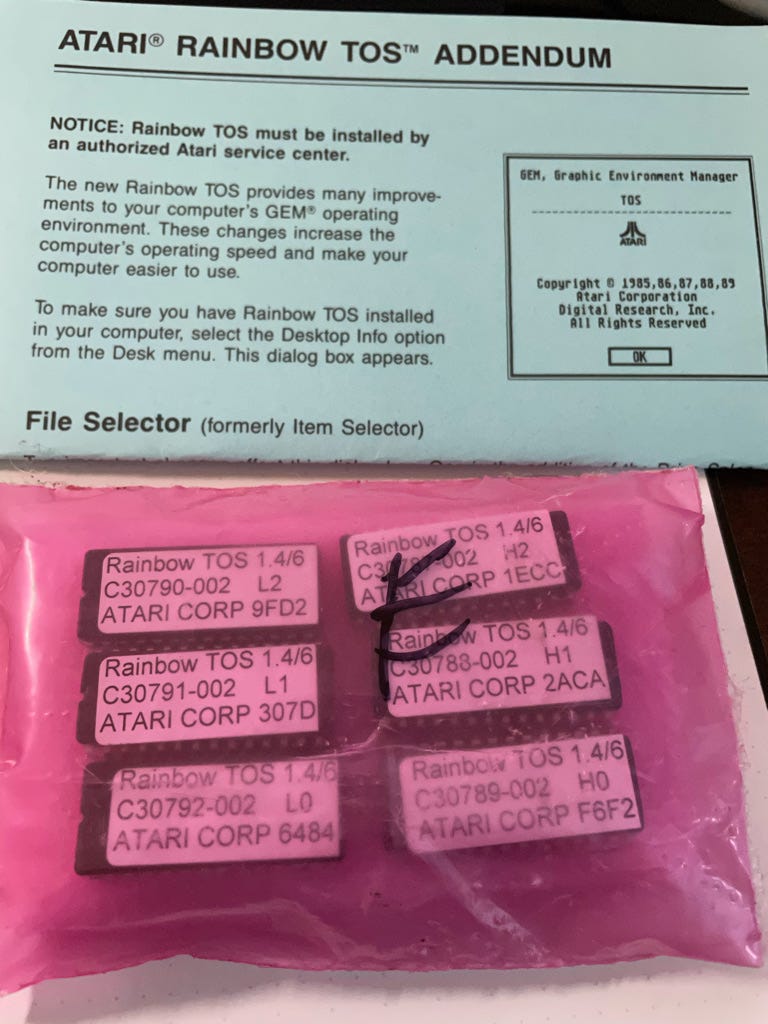 ATARI® RAINBOW TOS™ ADDENDUM
NOTICE: Rainbow TOS must be installed by
an authorized Atari service center.
The new Rainbow TOS provides many improve-
ments to your computer's GEM® operating
environment. These changes increase the
computer's operating speed and make your
computer easier to use.
To make sure you have Rainbow TOS installed
in your computer, select the Desktop Info option
from the Desk menu. This dialog box appears.
GEM, Graphic Environment Manager
TOS
ATARI
Copyright © 1985,86,87,88,89
Atari Corporation
Digital Research, Inc.
All Rights Reserved
OK
File Selector (formerly Item Selector)
Rainbow TOS 1.4/6
C30790-002 L2
ATARI CORP 9FD2
Rainbow TOS 1.4/6
C30791-002 L1
ATARI CORP 307D
Rainbow TOS 1.4/6
C30792-002 L0
ATARI CORP 6484
Rainbow TOS 1.4/6
C30787-002 H2
ATARI CORP 1ECC
Rainbow TOS 1.4/6
C30788-002 H1
ATARI CORP 2ACA
Rainbow TOS 1.4/6
C30789-002 H0
ATARI CORP F6F2